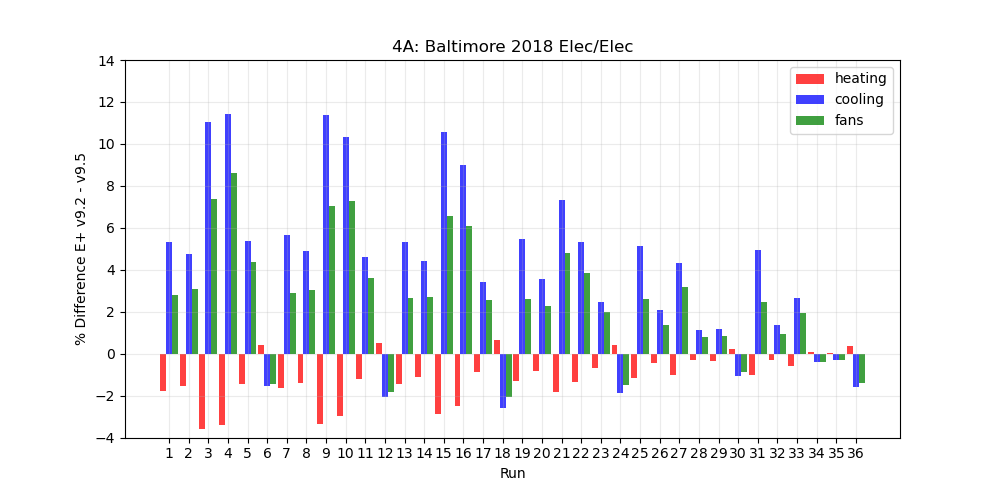 4A: Baltimore 2018 Elec/Elec
14
12
10
8
6
4
2
0
−2
−4
% Difference E+ v9.2 - v9.5
heating
cooling
fans
1 2 3 4 5 6 7 8 9 10 11 12 13 14 15 16 17 18 19 20 21 22 23 24 25 26 27 28 29 30 31 32 33 34 35 36
Run